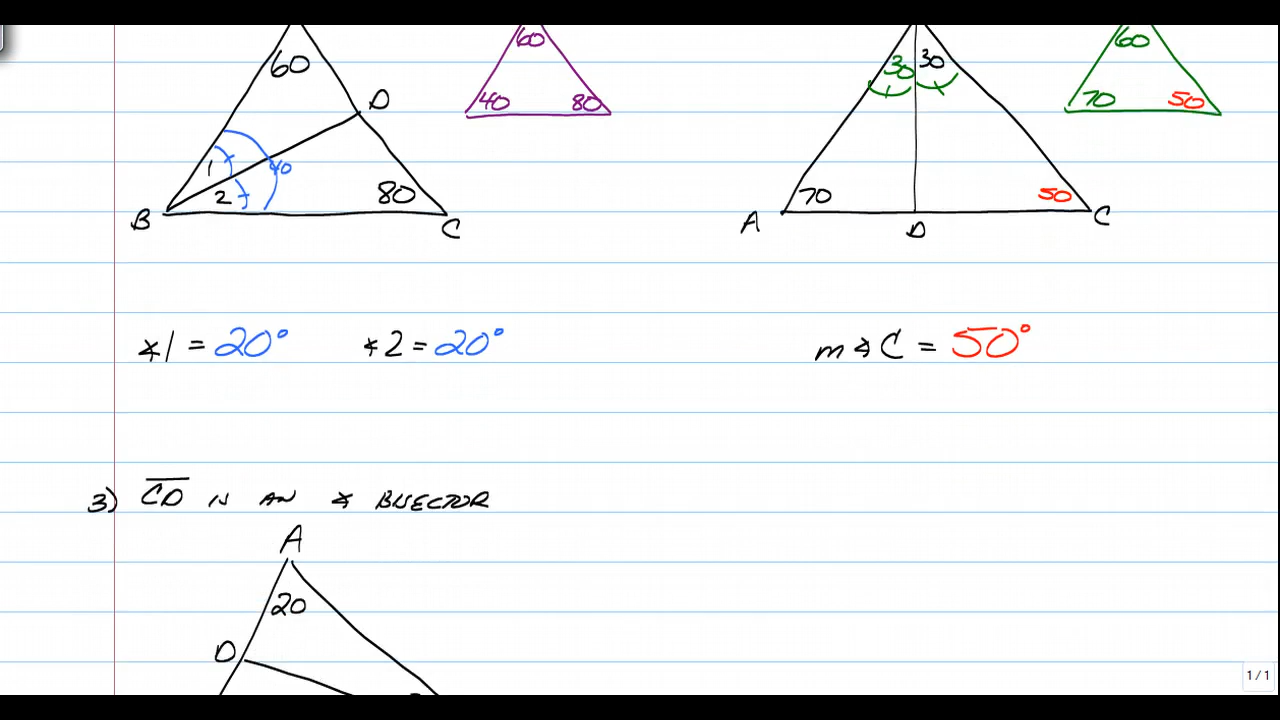 60
D
1
2
40
80
B
C
60
40
80
30
30
70
50
A
D
C
60
70
50
∡1 = 20°
∡2 = 20°
m∡C = 50°
3) C̅D̅ IS AN ∡ BISECTOR
A
20
D
1 / 1